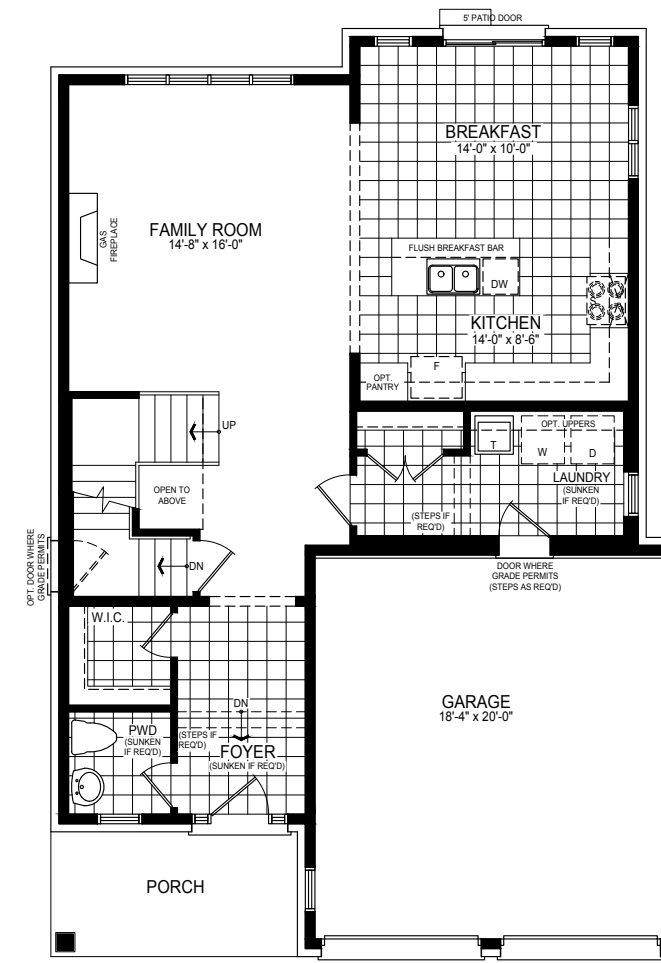 5' PATIO DOOR
BREAKFAST
14'-0" x 10'-0"
FAMILY ROOM
14'-8" x 16'-0"
GAS
FIREPLACE
FLUSH BREAKFAST BAR
DW
KITCHEN
14'-0" x 8'-6"
OPT.
PANTRY
F
UP
OPT. UPPERS
T
W
D
LAUNDRY
(SUNKEN
IF REQ'D)
OPEN TO
ABOVE
(STEPS IF
REQ'D)
OPT. DOOR WHERE
GRADE PERMITS
DN
DOOR WHERE
GRADE PERMITS
(STEPS AS REQ'D)
W.I.C.
DN
GARAGE
18'-4" x 20'-0"
PWD
(SUNKEN
IF REQ'D)
(STEPS IF
REQ'D)
FOYER
(SUNKEN IF REQ'D)
PORCH